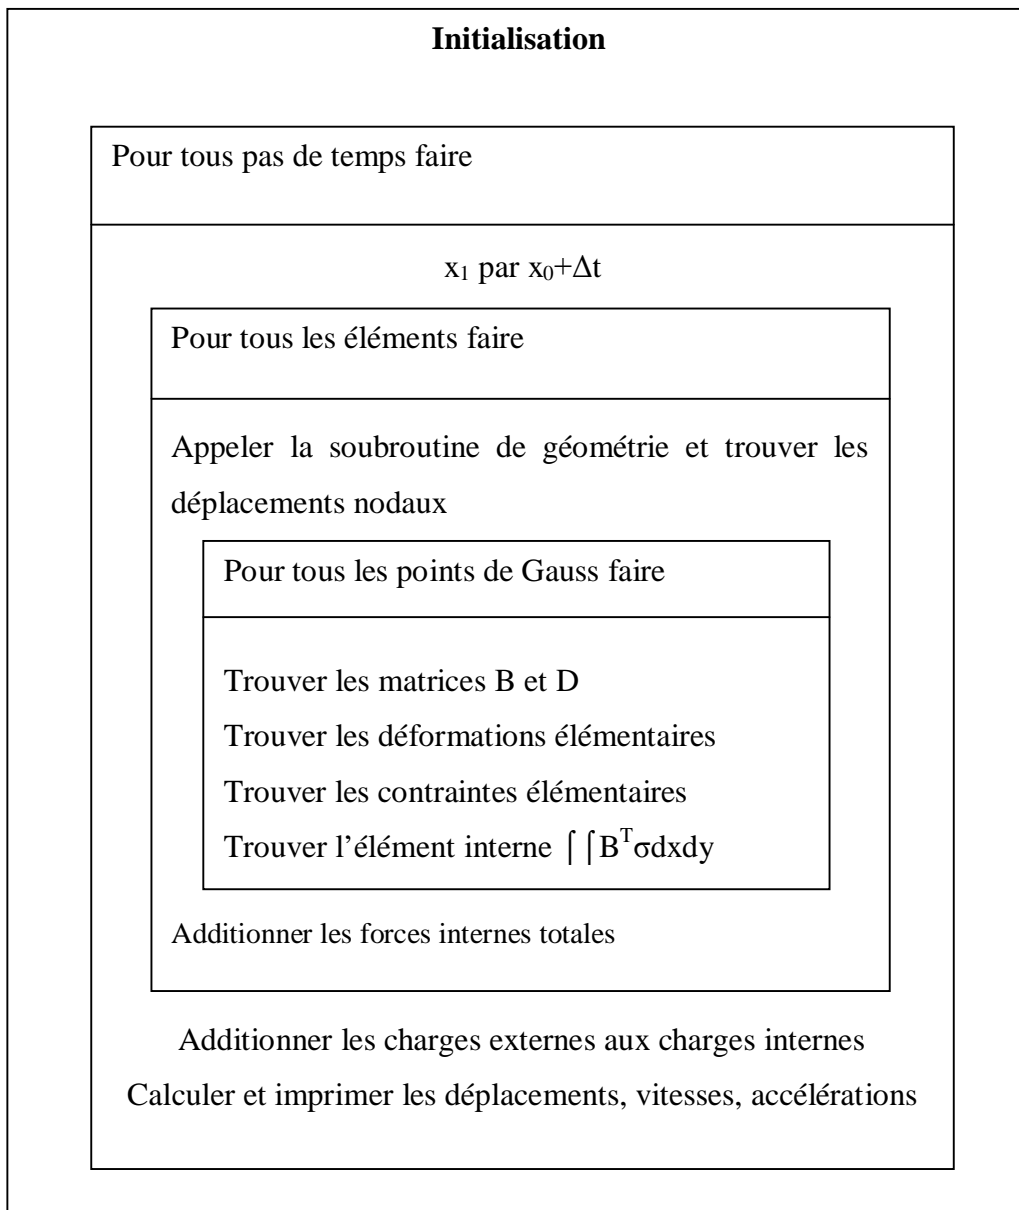 Initialisation
Pour tous pas de temps faire
x₁ par x₀+Δt
Pour tous les éléments faire
Appeler la soubroutine de géométrie et trouver les
déplacements nodaux
Pour tous les points de Gauss faire
Trouver les matrices B et D
Trouver les déformations élémentaires
Trouver les contraintes élémentaires
Trouver l’élément interne ∫ ∫BᵀσdxdY
Additionner les forces internes totales
Additionner les charges externes aux charges internes
Calculer et imprimer les déplacements, vitesses, accélérations